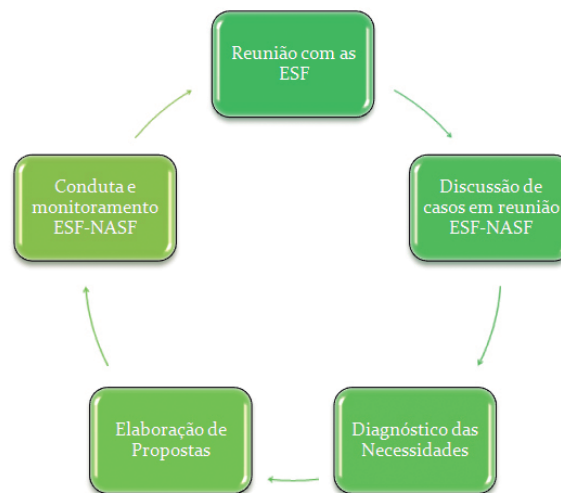 Reunião com as
ESF
Discussão de
casos em reunião
ESF-NASF
Diagnóstico das
Necessidades
Elaboração de
Propostas
Conduta e
monitoramento
ESF-NASF